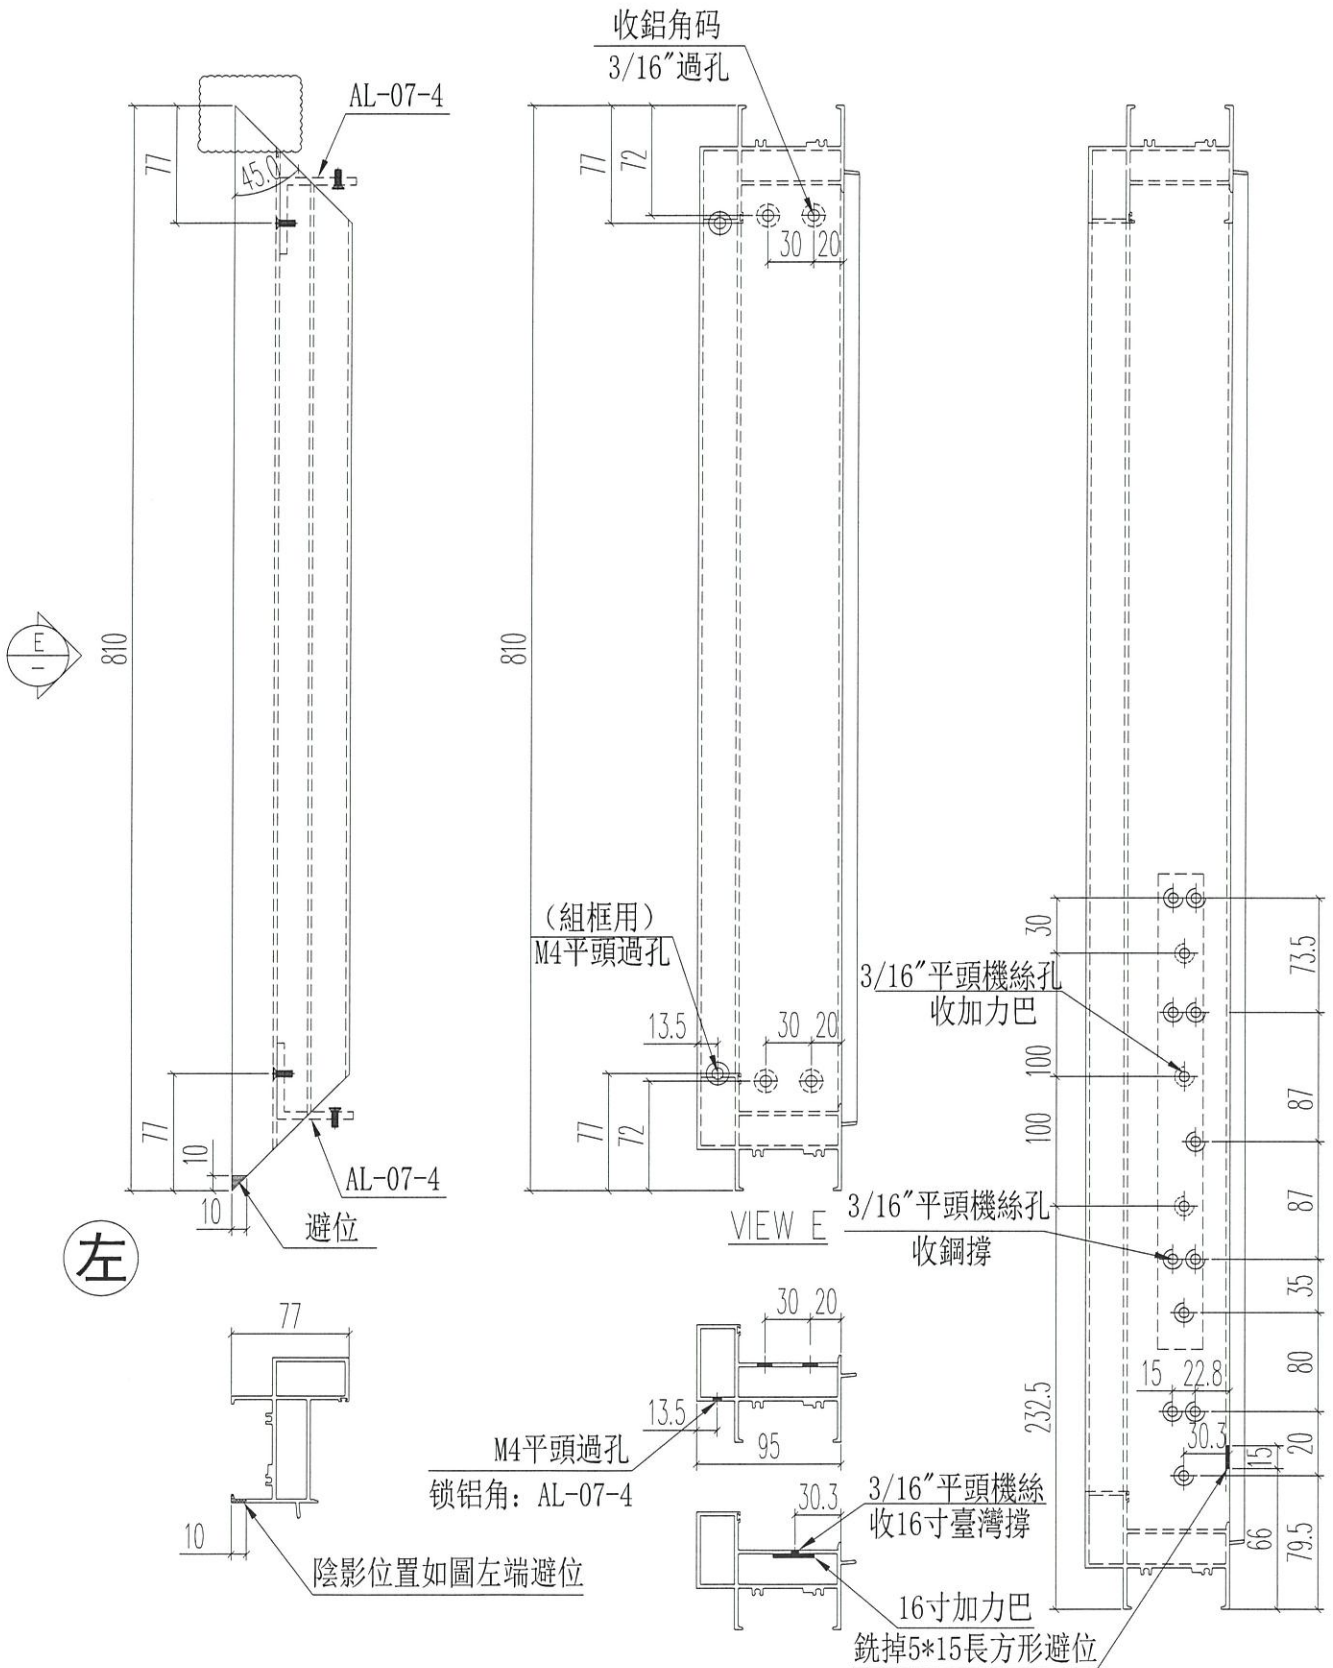 收鋁角码
3/16"過孔
AL-07-4
77
45.0
77
72
30
20
E
810
810
(組框用)
M4平頭過孔
30
73.5
3/16"平頭機絲孔
收加力巴
13.5
30
20
100
87
100
77
10
10
77
72
AL-07-4
避位
VIEW E
3/16"平頭機絲孔
收鋼撐
87
35
左
77
30
20
80
15
22.8
232.5
13.5
95
M4平頭過孔
锁铝角: AL-07-4
30.3
15
20
30.3
3/16"平頭機絲
收16寸臺灣撐
10
66
79.5
陰影位置如圖左端避位
16寸加力巴
銑掉5*15長方形避位